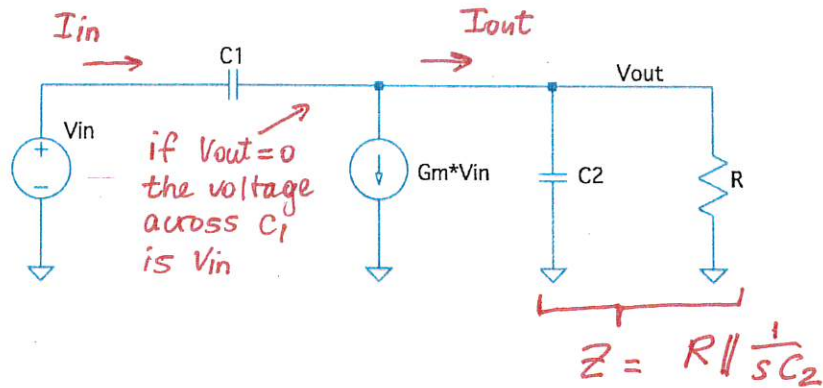 Iin
Iout
C1
Vout
Vin
if Vout=0
the voltage
across C1
is Vin
Gm*Vin
C2
R
+
−
Z = R || 1/sC2